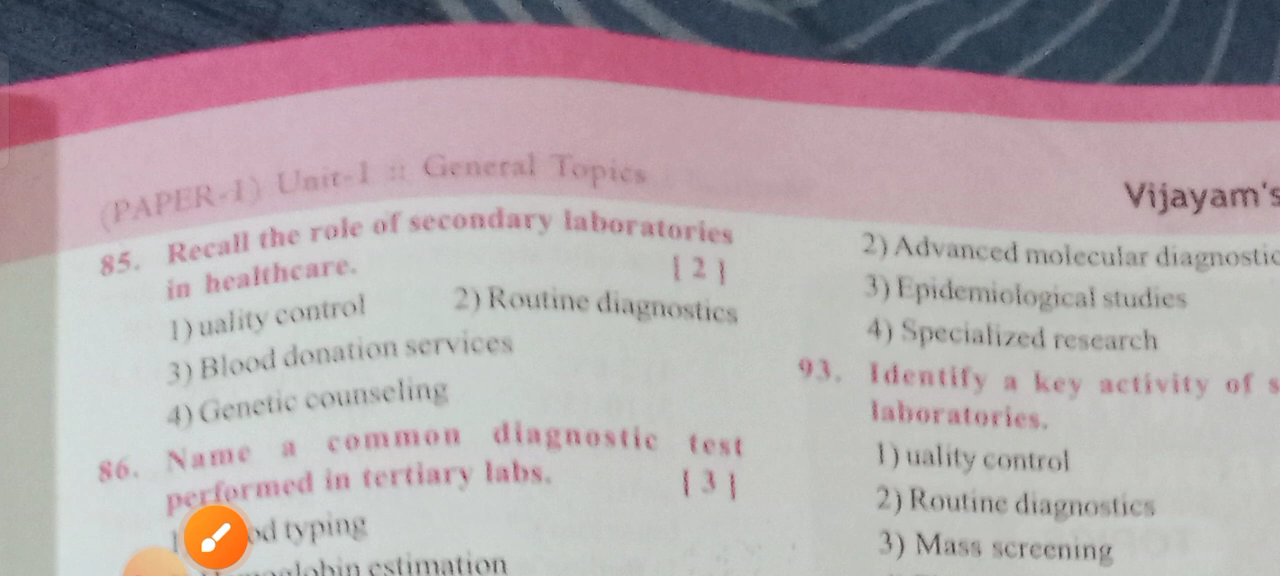 (PAPER-1) Unit-1 :: General Topics
85. Recall the role of secondary laboratories
in healthcare. [ 2 ]
1) uality control 2) Routine diagnostics
3) Blood donation services
4) Genetic counseling
86. Name a common diagnostic test
performed in tertiary labs. [ 3 ]
typing
estimation
Vijayam's
2) Advanced molecular
3) Epidemiological studies
4) Specialized research
93. Identify a key activity of
laboratories.
1) uality control
2) Routine diagnostics
3) Mass screening